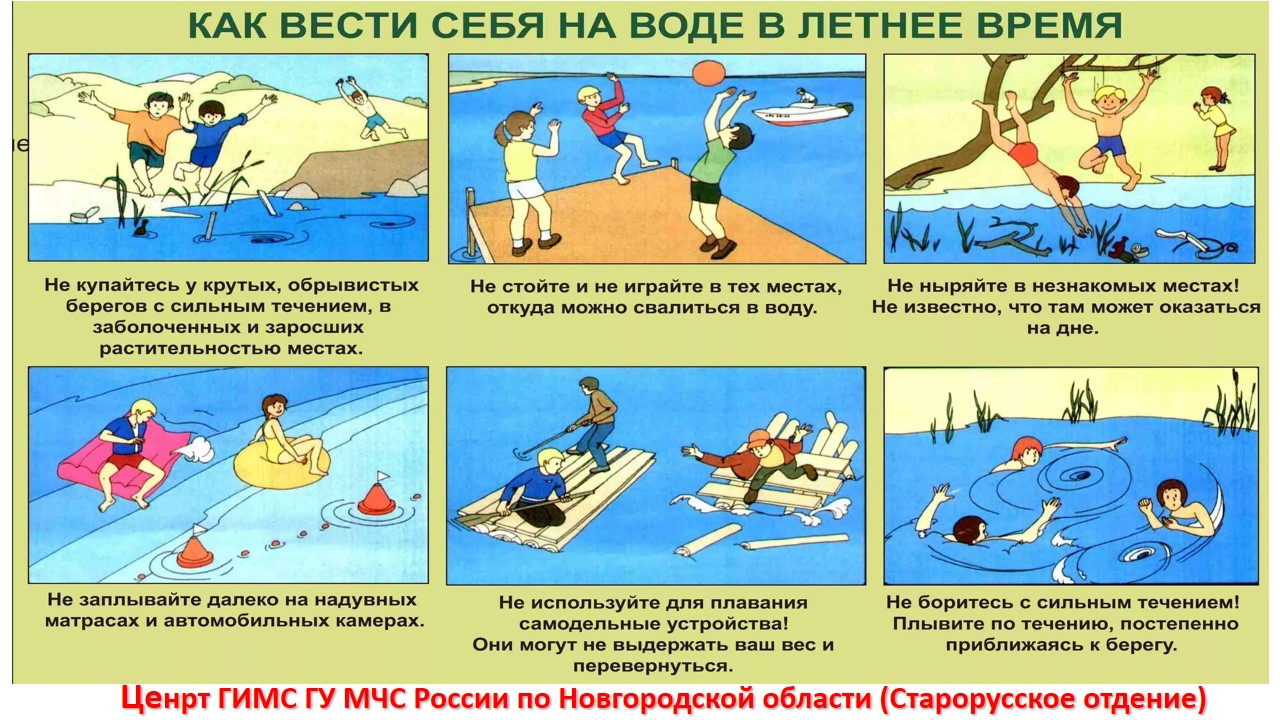 КАК ВЕСТИ СЕБЯ НА ВОДЕ В ЛЕТНЕЕ ВРЕМЯ
Не купайтесь у крутых, обрывистых
берегов с сильным течением, в
заболоченных и заросших
растительностью местах.
Не стойте и не играйте в тех местах,
откуда можно свалиться в воду.
Не ныряйте в незнакомых местах!
Не известно, что там может оказаться
на дне.
Не заплывайте далеко на надувных
матрасах и автомобильных камерах.
Не используйте для плавания
самодельные устройства!
Они могут не выдержать ваш вес и
перевернуться.
Не боритесь с сильным течением!
Плывите по течению, постепенно
приближаясь к берегу.
Ценрт ГИМС ГУ МЧС России по Новгородской области (Старорусское отдение)